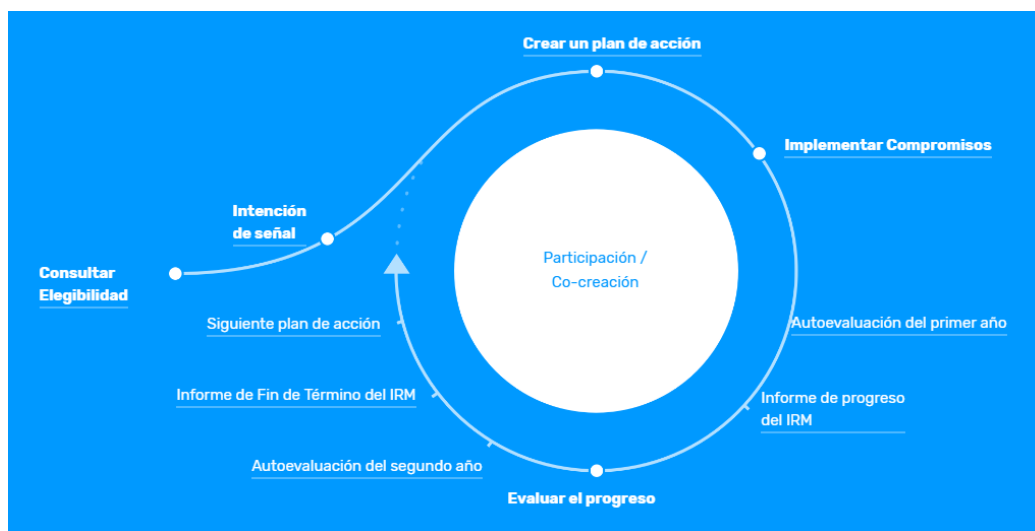 Crear un plan de acción
Implementar Compromisos
Intención
de señal
Consultar
Elegibilidad
Participación /
Co-creación
Siguiente plan de acción
Autoevaluación del primer año
Informe de Fin de Término del IRM
Informe de progreso
del IRM
Autoevaluación del segundo año
Evaluar el progreso